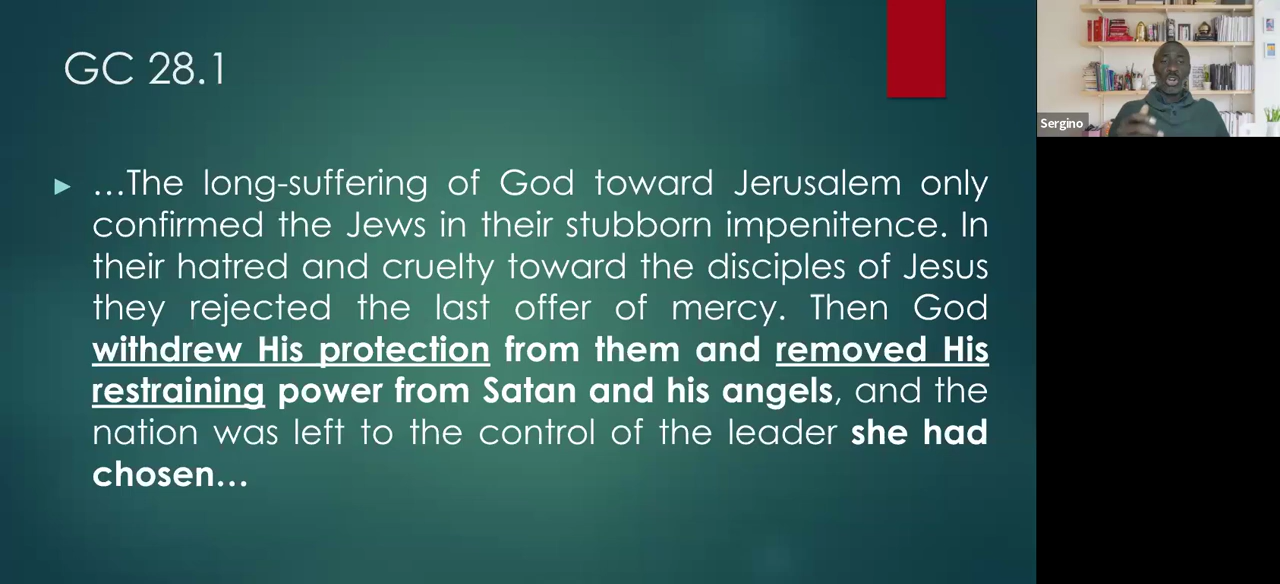 GC 28.1
Sergino
…The long-suffering of God toward Jerusalem only
confirmed the Jews in their stubborn impenitence. In
their hatred and cruelty toward the disciples of Jesus
they rejected the last offer of mercy. Then God
withdrew His protection from them and removed His
restraining power from Satan and his angels, and the
nation was left to the control of the leader she had
chosen…